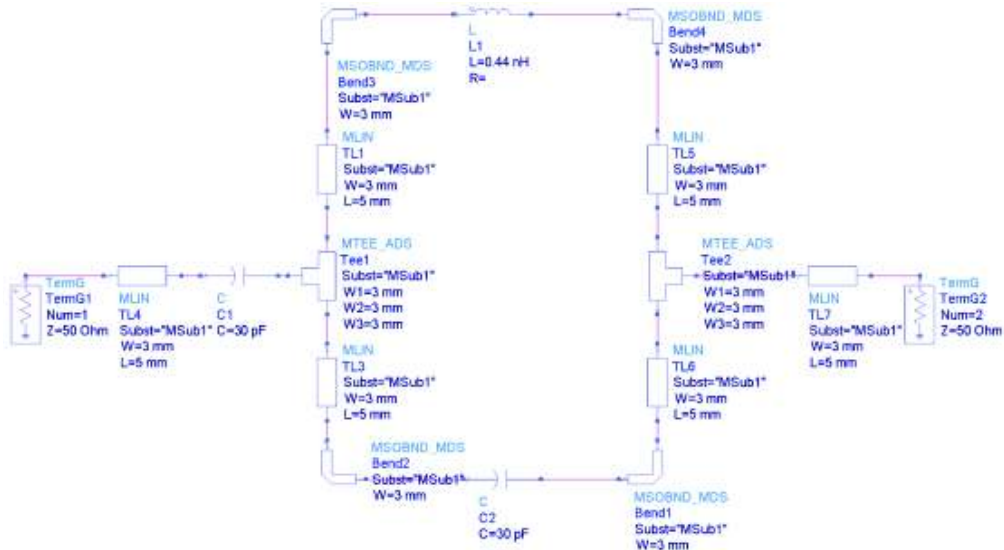 L
L1
L=0.44 nH
R=
MSOBND_MDS
Bend4
Subst="MSub1"
W=3 mm
MSOBND_MDS
Bend3
Subst="MSub1"
W=3 mm
MLIN
TL1
Subst="MSub1"
W=3 mm
L=5 mm
MLIN
TL5
Subst="MSub1"
W=3 mm
L=5 mm
TermG
TermG1
Num=1
Z=50 Ohm
MLIN
TL4
Subst="MSub1"
W=3 mm
L=5 mm
C
C1
C=30 pF
MTEE_ADS
Tee1
Subst="MSub1"
W1=3 mm
W2=3 mm
W3=3 mm
MTEE_ADS
Tee2
Subst="MSub1"
W1=3 mm
W2=3 mm
W3=3 mm
MLIN
TL7
Subst="MSub1"
W=3 mm
L=5 mm
TermG
TermG2
Num=2
Z=50 Ohm
MLIN
TL3
Subst="MSub1"
W=3 mm
L=5 mm
MLIN
TL6
Subst="MSub1"
W=3 mm
L=5 mm
MSOBND_MDS
Bend2
Subst="MSub1"
W=3 mm
C
C2
C=30 pF
MSOBND_MDS
Bend1
Subst="MSub1"
W=3 mm